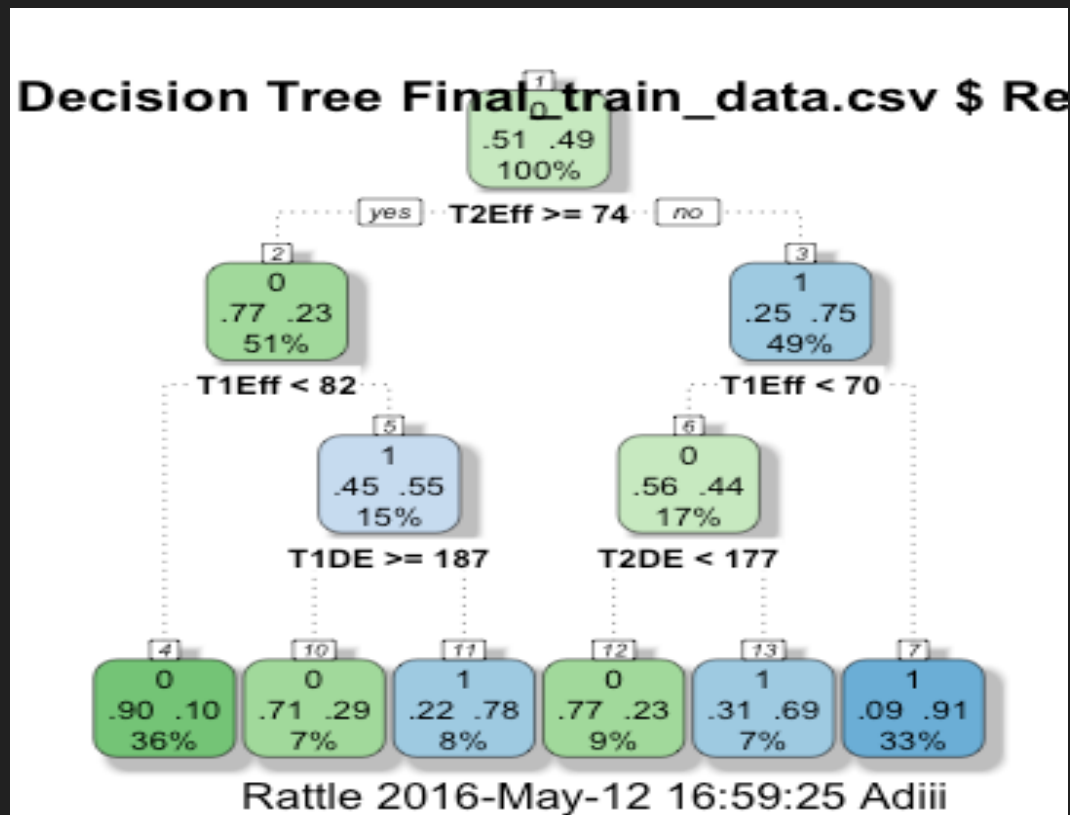 1
Decision Tree Final_train_data.csv $ Re
0
.51 .49
100%
yes T2Eff >= 74 no
2 3
0 1
.77 .23 .25 .75
51% 49%
T1Eff < 82 T1Eff < 70
5 6
1 0
.45 .55 .56 .44
15% 17%
T1DE >= 187 T2DE < 177
4 10 11 12 13 7
0 0 1 0 1 1
.90 .10 .71 .29 .22 .78 .77 .23 .31 .69 .09 .91
36% 7% 8% 9% 7% 33%
Rattle 2016-May-12 16:59:25 Adiii